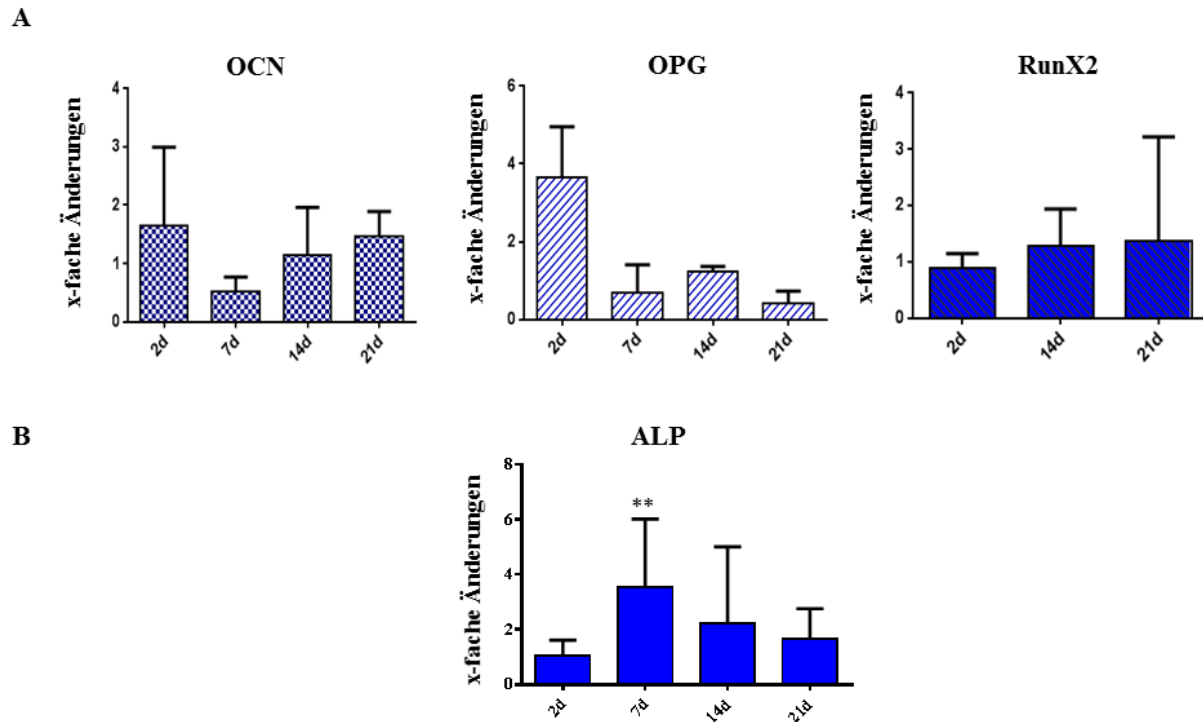 A
OCN
x-fache Änderungen
4
3
2
1
0
2d
7d
14d
21d
OPG
x-fache Änderungen
6
4
2
0
2d
7d
14d
21d
RunX2
x-fache Änderungen
4
3
2
1
0
2d
14d
21d
B
ALP
x-fache Änderungen
8
6
4
2
0
**
2d
7d
14d
21d